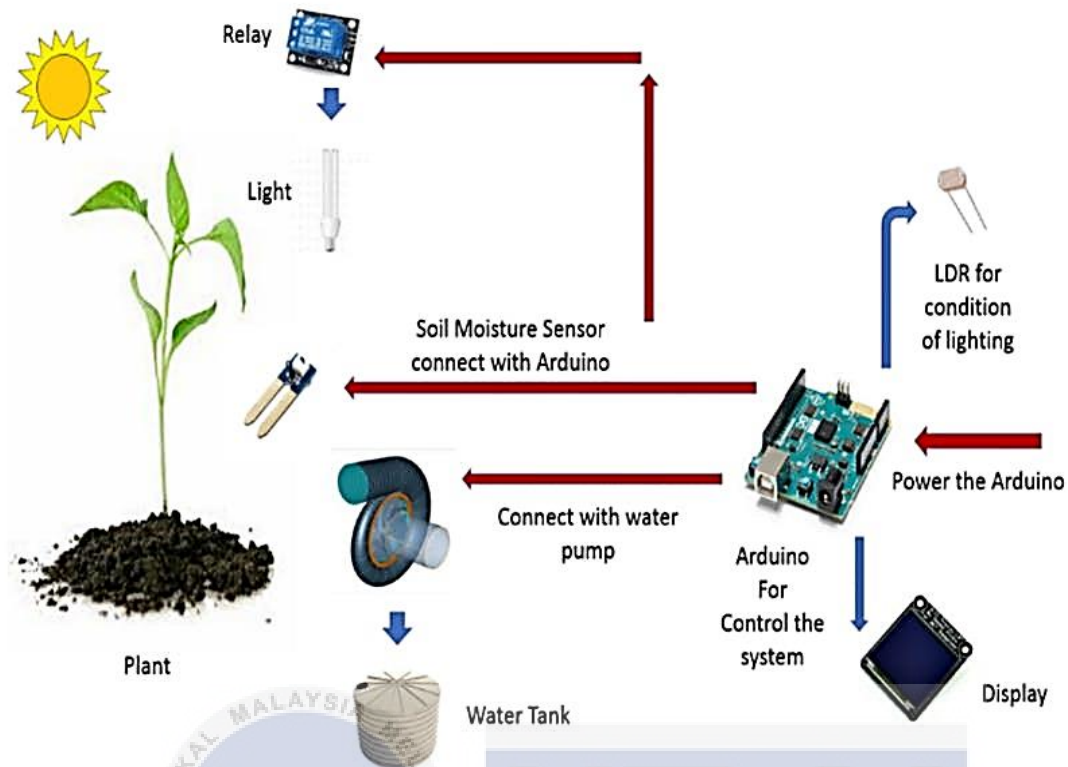 Relay
Light
LDR for
condition
of lighting
Soil Moisture Sensor
connect with Arduino
Power the Arduino
Connect with water
pump
Arduino
For
Control the
system
Plant
Display
Water Tank
KAL MALAYSIA